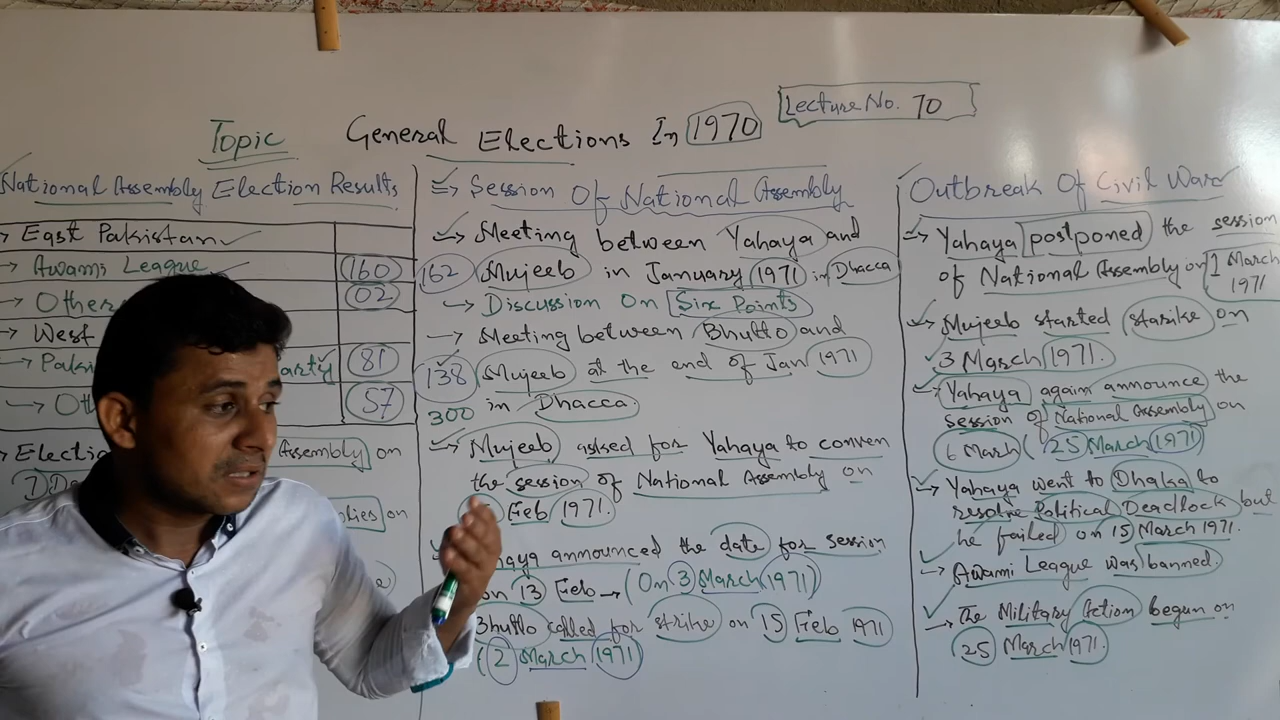 Lecture No. 70
Topic General Elections In 1970
National Assembly Election Results
→ East Pakistan
→ Awami League 160
→ Other 02
→ West
→ Paki arty 81
→ Ot 57
→ Electio Assembly on
on
⇒ Session Of National Assembly
→ Meeting between Yahaya and
162 Mujeeb in January 1971 in Dhacca
→ Discussion On Six Points
→ Meeting between Bhutto and
138 Mujeeb at the end of Jan 1971
300 in Dhacca.
→ Mujeeb asked for Yahaya to conven
the session of National Assembly on
Feb 1971.
haya announced the date for session
on 13 Feb → (On 3 March 1971)
Bhutto called for strike on 15 Feb 1971
(2 March 1971)
Outbreak Of Civil War
→ Yahaya postponed the session
of National Assembly on 1 March
1971
→ Mujeeb started starike on
3 March 1971.
→ Yahaya again announce the
session of National Assembly on
6 March (25 March 1971)
→ Yahaya went to Dhaka to
resolve Political Deadlock but
he failed on 15 March 1971.
→ Awami League was banned.
→ The Military Action begun on
25 March 1971.